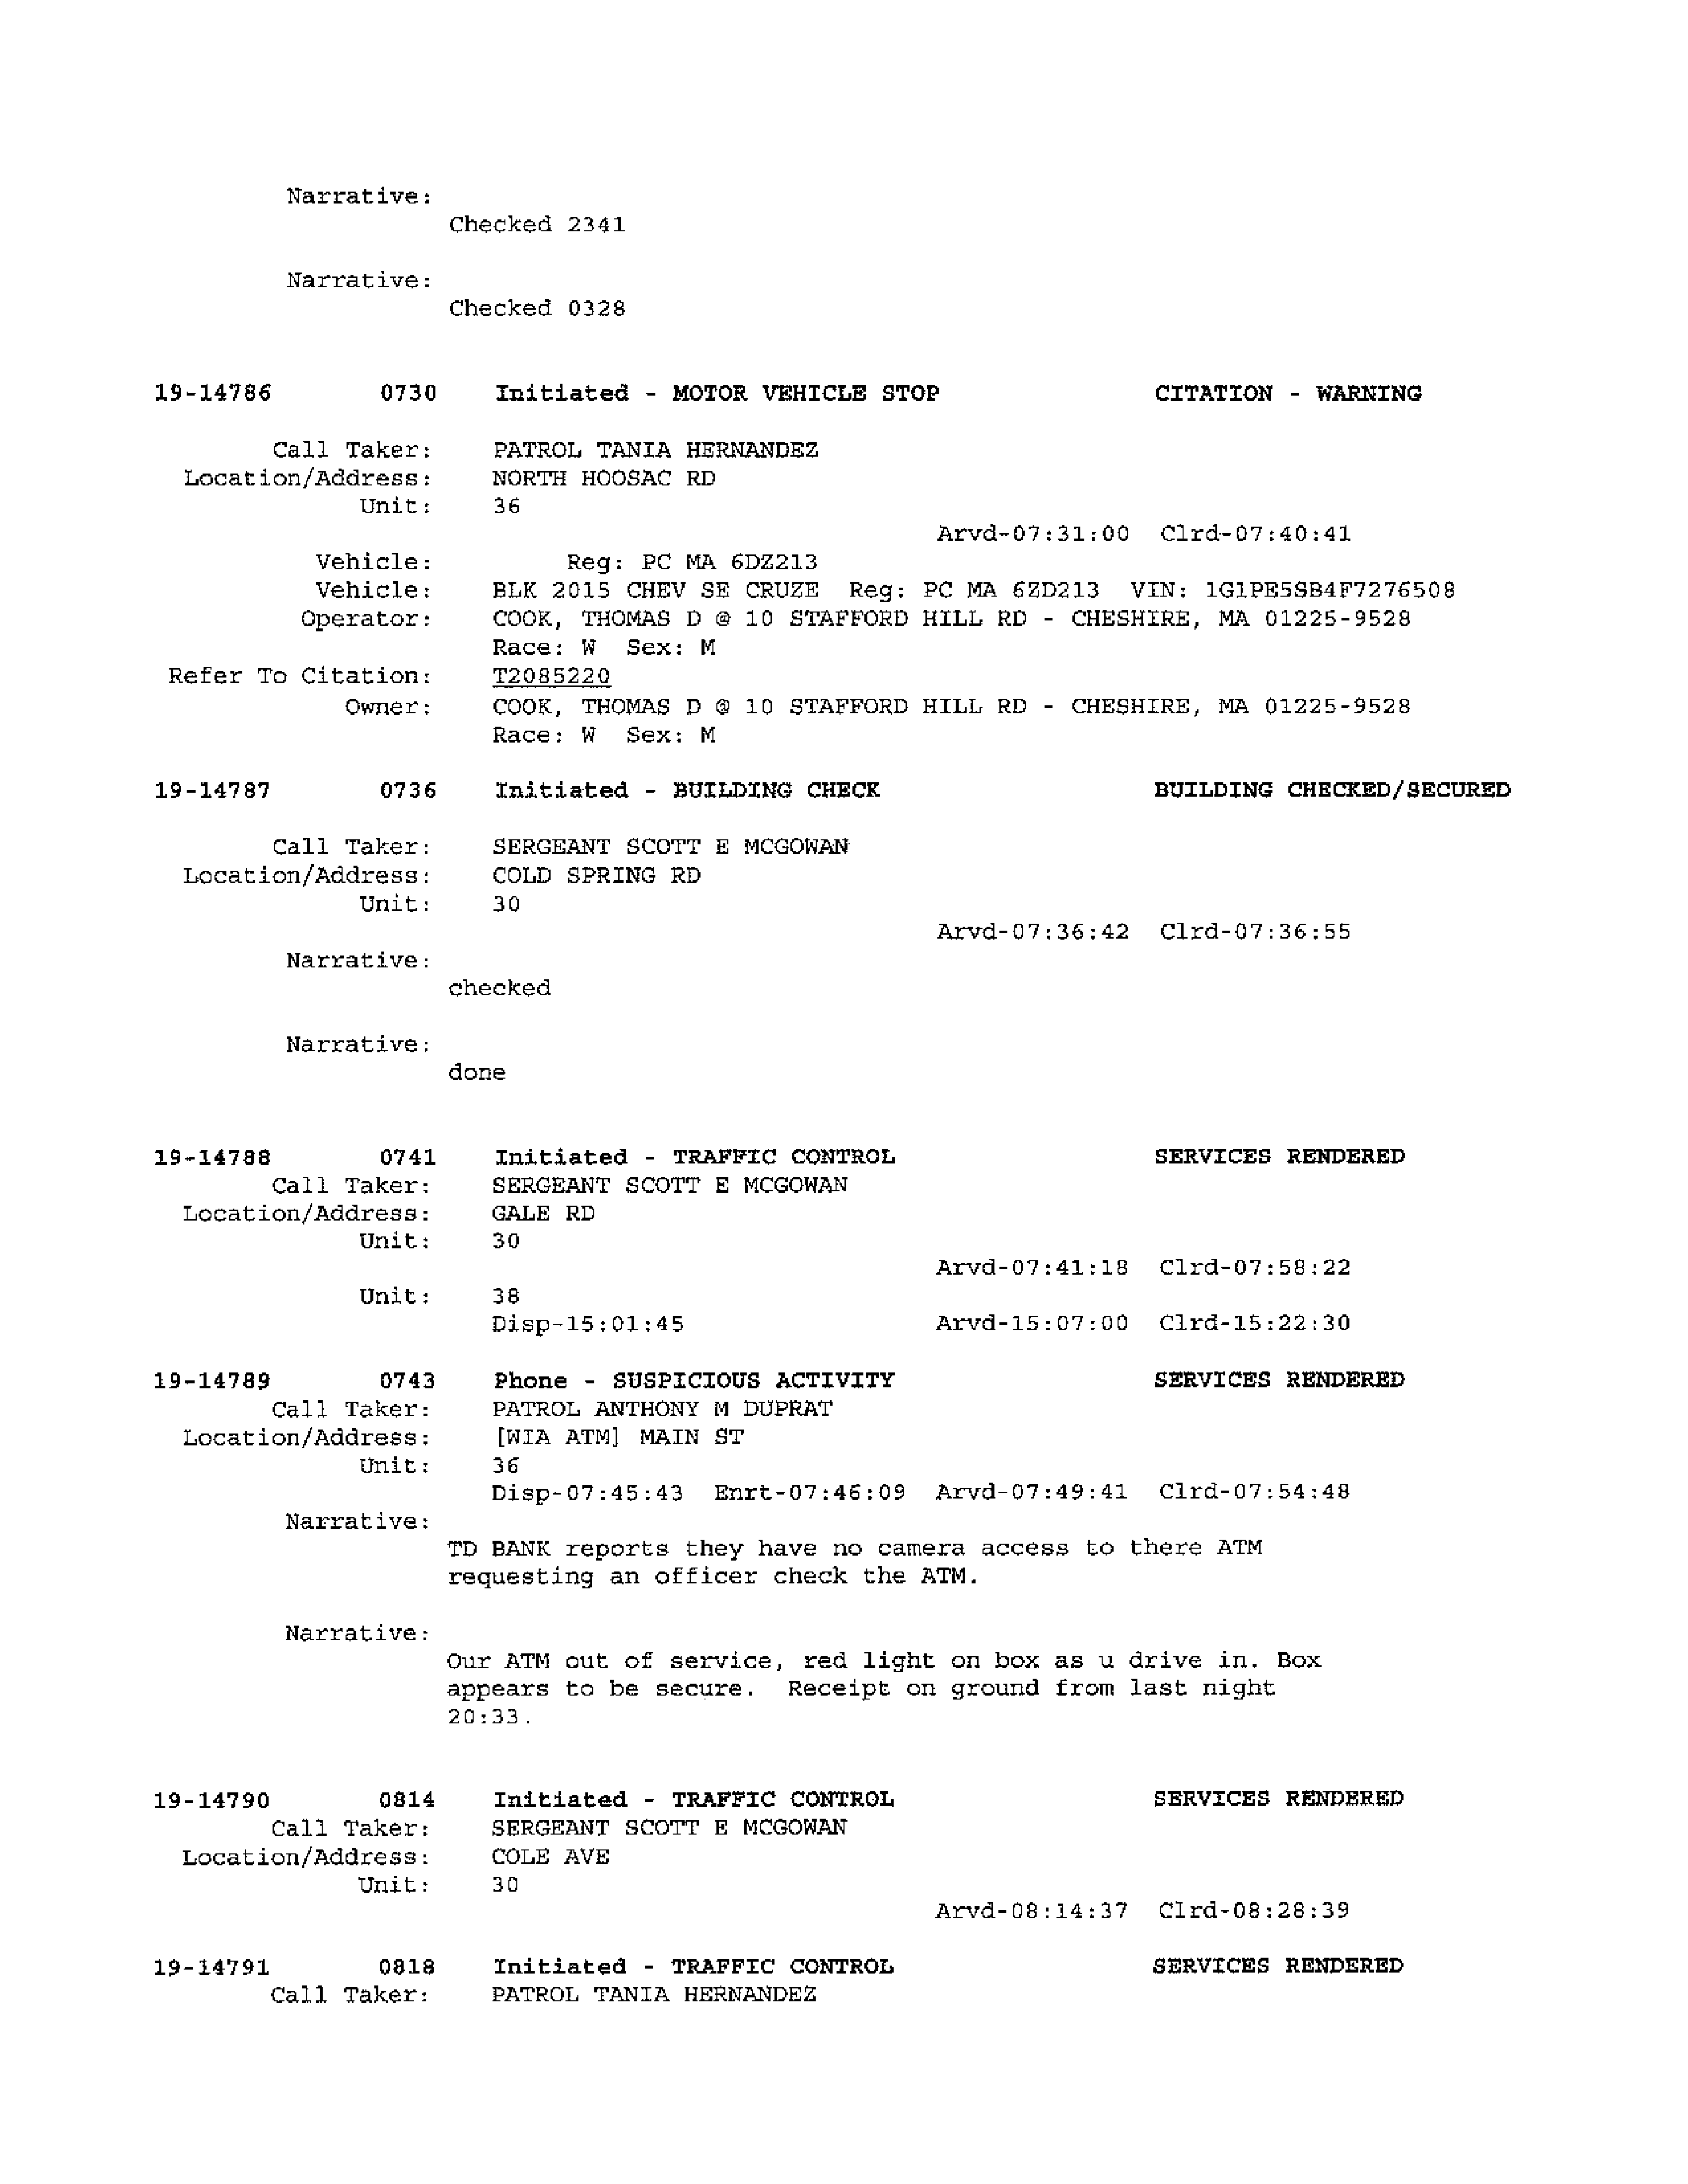 Narrative:
Checked 2341
Narrative:
Checked 0328
19-14786 0730 Initiated - MOTOR VEHICLE STOP CITATION - WARNING
Call Taker: PATROL TANIA HERNANDEZ
Location/Address: NORTH HOOSAC RD
Unit: 36
Arvd-07:31:00 Clrd-07:40:41
Vehicle: Reg: PC MA 6DZ213
Vehicle: BLK 2015 CHEV SE CRUZE Reg: PC MA 6ZD213 VIN: 1G1PE5SB4F7276508
Operator: COOK, THOMAS D @ 10 STAFFORD HILL RD - CHESHIRE, MA 01225-9528
Race: W Sex: M
Refer To Citation: T2085220
Owner: COOK, THOMAS D @ 10 STAFFORD HILL RD - CHESHIRE, MA 01225-9528
Race: W Sex: M
19-14787 0736 Initiated - BUILDING CHECK BUILDING CHECKED/SECURED
Call Taker: SERGEANT SCOTT E MCGOWAN
Location/Address: COLD SPRING RD
Unit: 30
Arvd-07:36:42 Clrd-07:36:55
Narrative:
checked
Narrative:
done
19-14788 0741 Initiated - TRAFFIC CONTROL SERVICES RENDERED
Call Taker: SERGEANT SCOTT E MCGOWAN
Location/Address: GALE RD
Unit: 30
Arvd-07:41:18 Clrd-07:58:22
Unit: 38
Disp-15:01:45 Arvd-15:07:00 Clrd-15:22:30
19-14789 0743 Phone - SUSPICIOUS ACTIVITY SERVICES RENDERED
Call Taker: PATROL ANTHONY M DUPRAT
Location/Address: [WIA ATM] MAIN ST
Unit: 36
Disp-07:45:43 Enrt-07:46:09 Arvd-07:49:41 Clrd-07:54:48
Narrative:
TD BANK reports they have no camera access to there ATM
requesting an officer check the ATM.
Narrative:
Our ATM out of service, red light on box as u drive in. Box
appears to be secure. Receipt on ground from last night
20:33.
19-14790 0814 Initiated - TRAFFIC CONTROL SERVICES RENDERED
Call Taker: SERGEANT SCOTT E MCGOWAN
Location/Address: COLE AVE
Unit: 30
Arvd-08:14:37 Clrd-08:28:39
19-14791 0818 Initiated - TRAFFIC CONTROL SERVICES RENDERED
Call Taker: PATROL TANIA HERNANDEZ